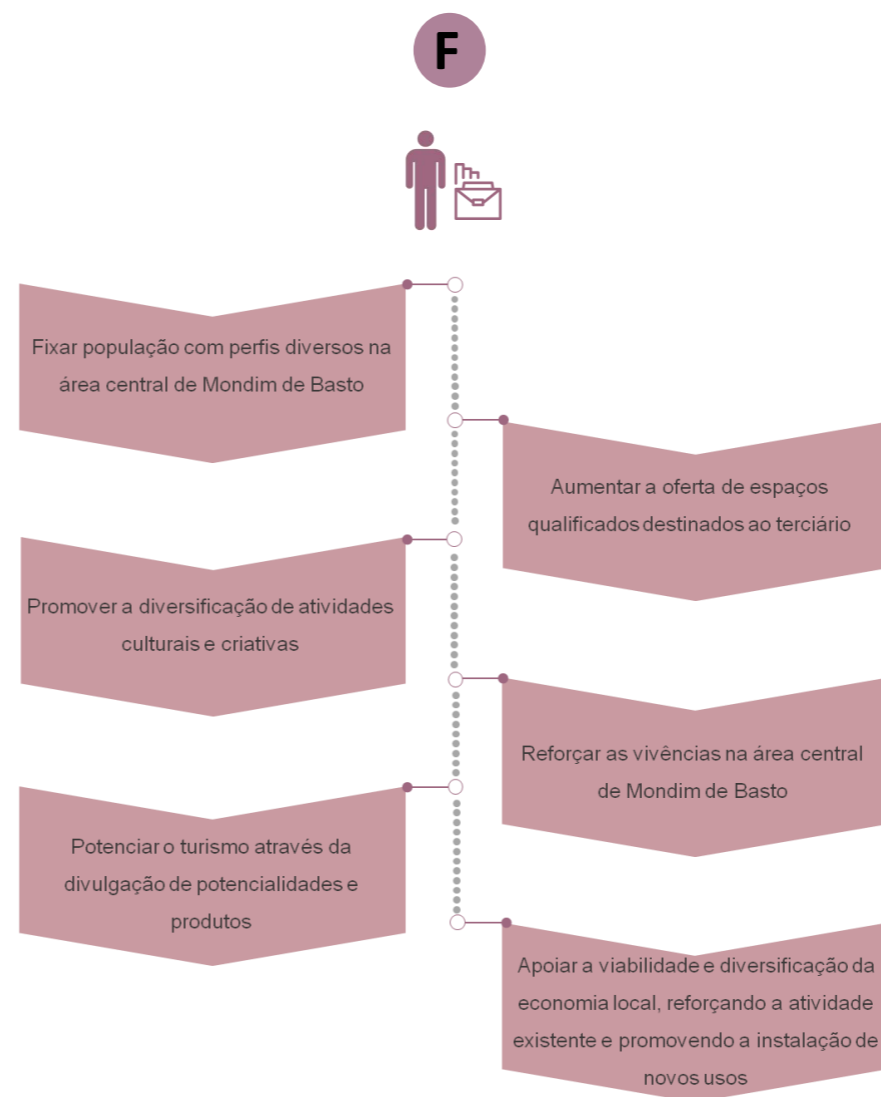 F
Fixar população com perfis diversos na
área central de Mondim de Basto
Aumentar a oferta de espaços
qualificados destinados ao terciário
Promover a diversificação de atividades
culturais e criativas
Reforçar as vivências na área central
de Mondim de Basto
Potenciar o turismo através da
divulgação de potencialidades e
produtos
Apoiar a viabilidade e diversificação da
economia local, reforçando a atividade
existente e promovendo a instalação de
novos usos